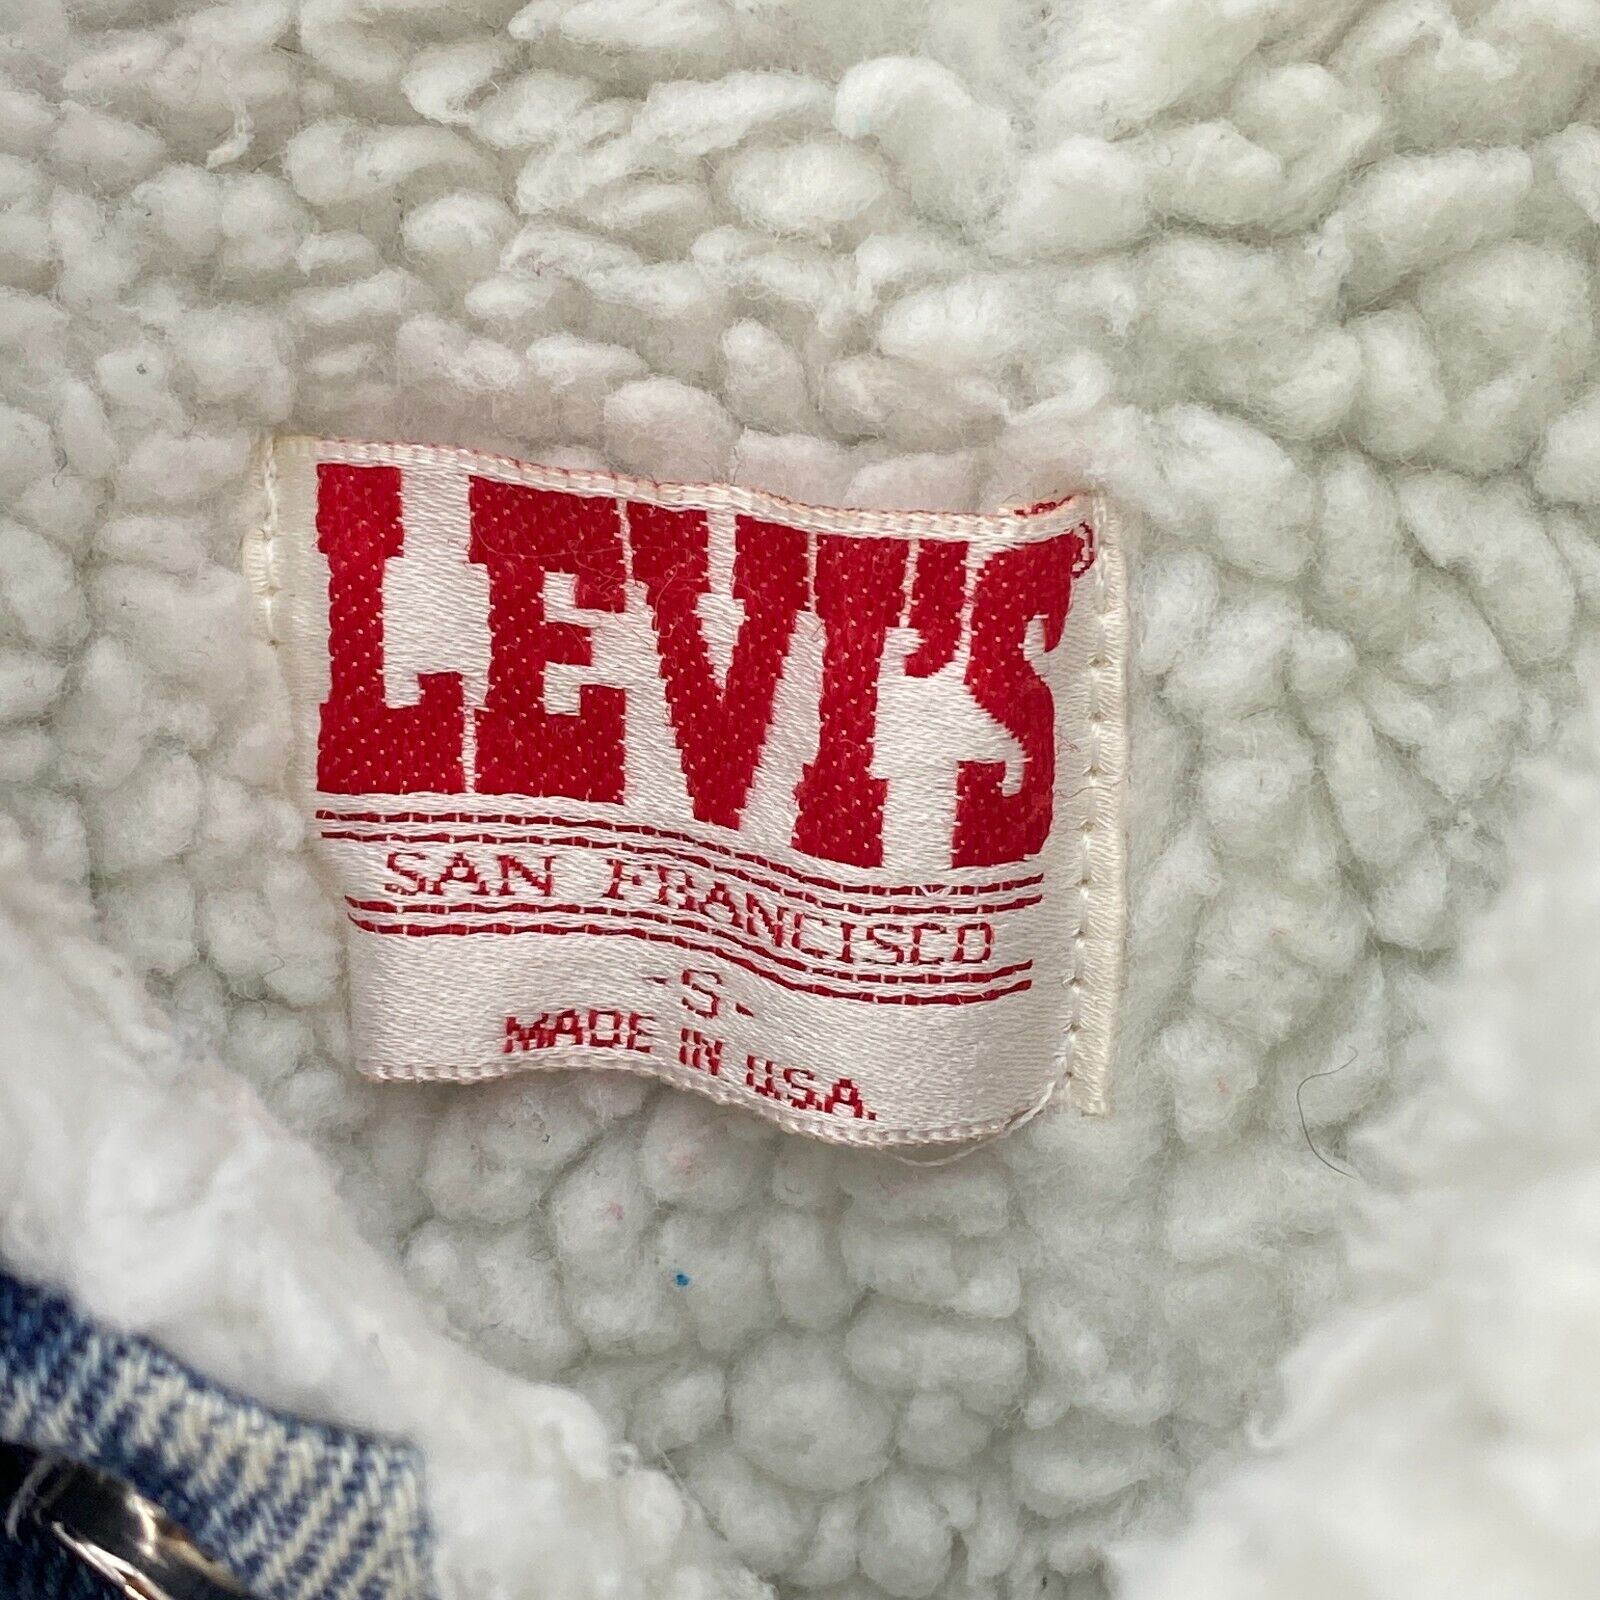 LEVI'S®
SAN FRANCISCO
-S-
MADE IN U.S.A.